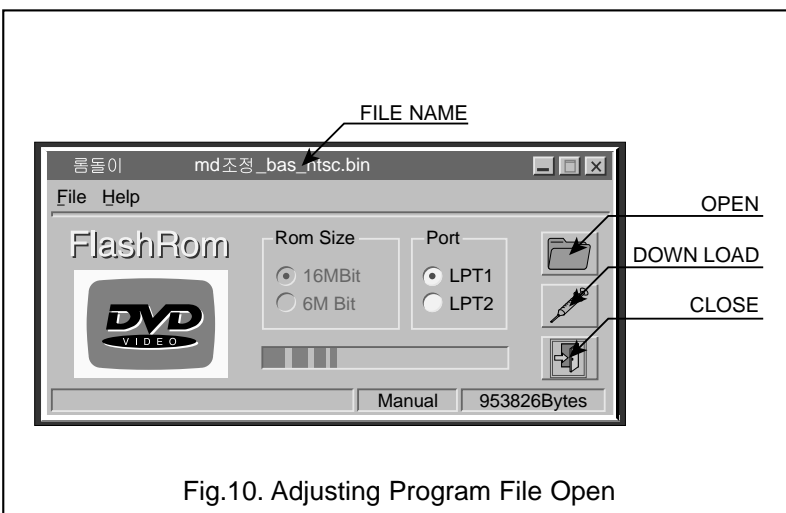 FILE NAME
롬돌이 md조정_bas_ntsc.bin
File Help
OPEN
FlashRom
Rom Size
Port
16MBit
LPT1
DOWN LOAD
6M Bit
LPT2
CLOSE
DVD
VIDEO
Manual
953826Bytes
Fig.10. Adjusting Program File Open